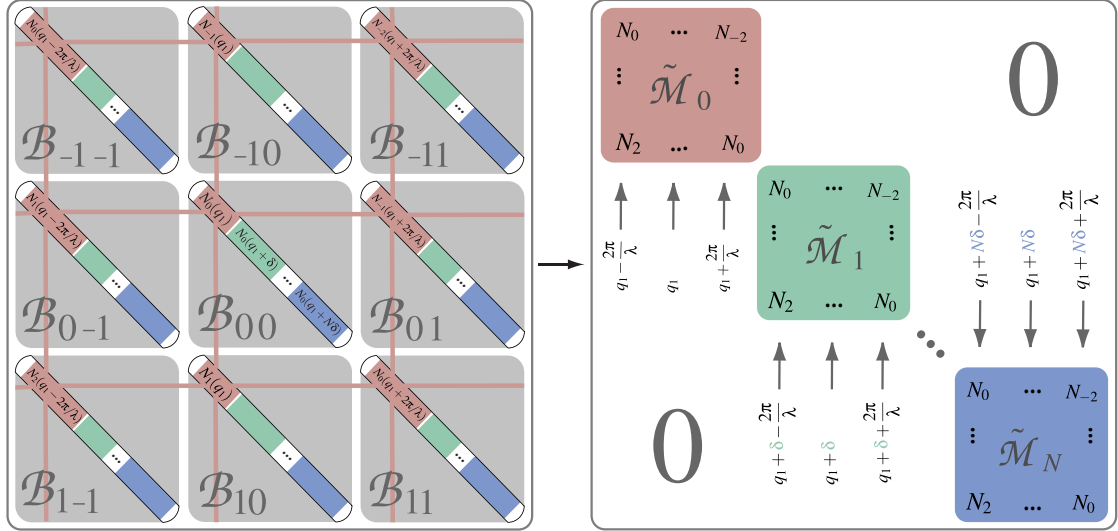 N₀(q₁−2π/λ)
...
𝓑₋₁ ₋₁
N₋₁(q₁)
...
𝓑₋₁₀
N₋₂(q₁+2π/λ)
...
𝓑₋₁₁
N₁(q₁−2π/λ)
...
𝓑₀₋₁
N₀(q₁)
N₀(q₁+δ)
...
N₀(q₁+Nδ)
𝓑₀₀
N₋₁(q₁+2π/λ)
...
𝓑₀₁
N₂(q₁−2π/λ)
...
𝓑₁₋₁
N₁(q₁)
...
𝓑₁₀
N₀(q₁+2π/λ)
...
𝓑₁₁
N₀ ... N₋₂
⋮ 𝓜̃₀ ⋮
N₂ ... N₀
0
q₁−2π/λ
q₁
q₁+2π/λ
N₀ ... N₋₂
⋮ 𝓜̃₁ ⋮
N₂ ... N₀
q₁+Nδ−2π/λ
q₁+Nδ
q₁+Nδ+2π/λ
⋱
0
q₁+δ−2π/λ
q₁+δ
q₁+δ+2π/λ
N₀ ... N₋₂
⋮ 𝓜̃_N ⋮
N₂ ... N₀